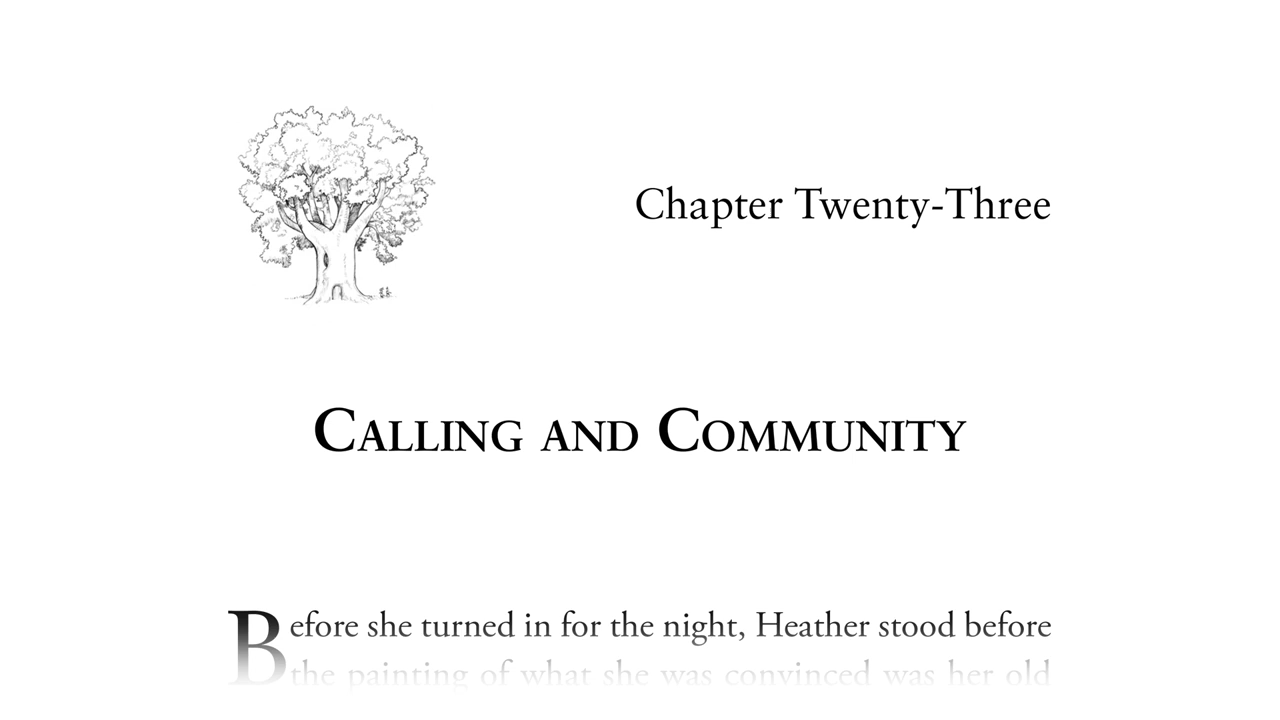 Chapter Twenty-Three
Calling and Community
Before she turned in for the night, Heather stood before
the painting of what she was convinced was her old